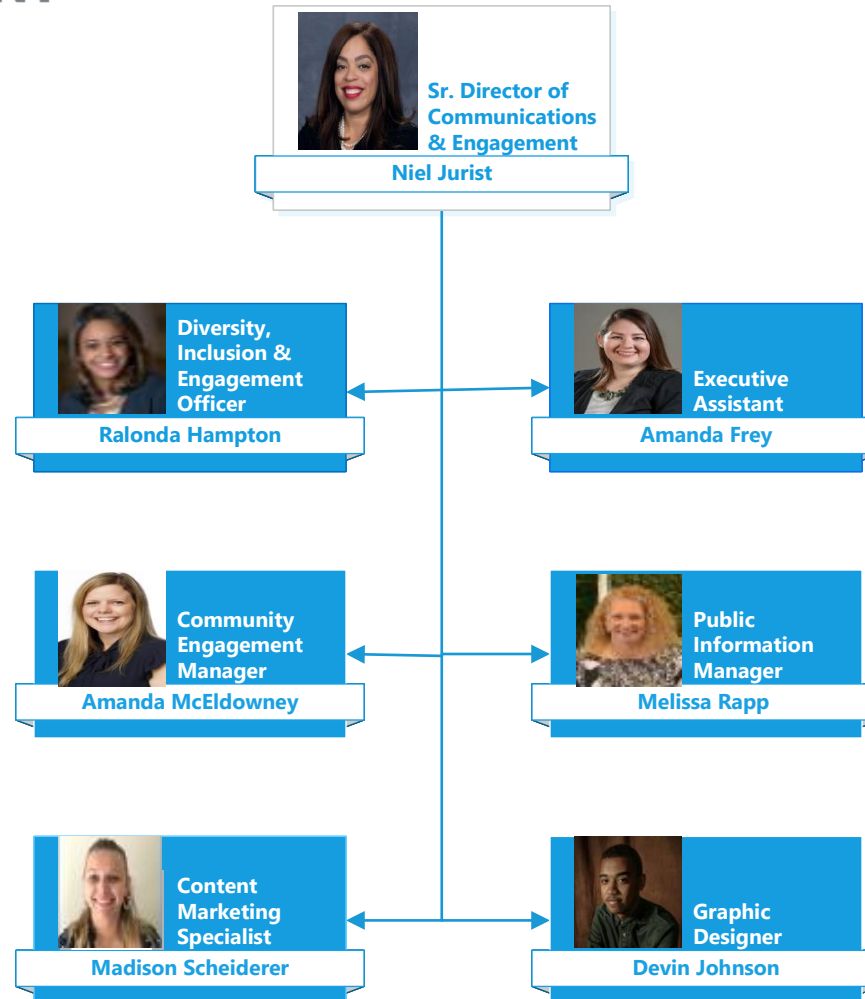 Sr. Director of
Communications
& Engagement
Niel Jurist
Diversity,
Inclusion &
Engagement
Officer
Ralonda Hampton
Executive
Assistant
Amanda Frey
Community
Engagement
Manager
Amanda McEldowney
Public
Information
Manager
Melissa Rapp
Content
Marketing
Specialist
Madison Scheiderer
Graphic
Designer
Devin Johnson